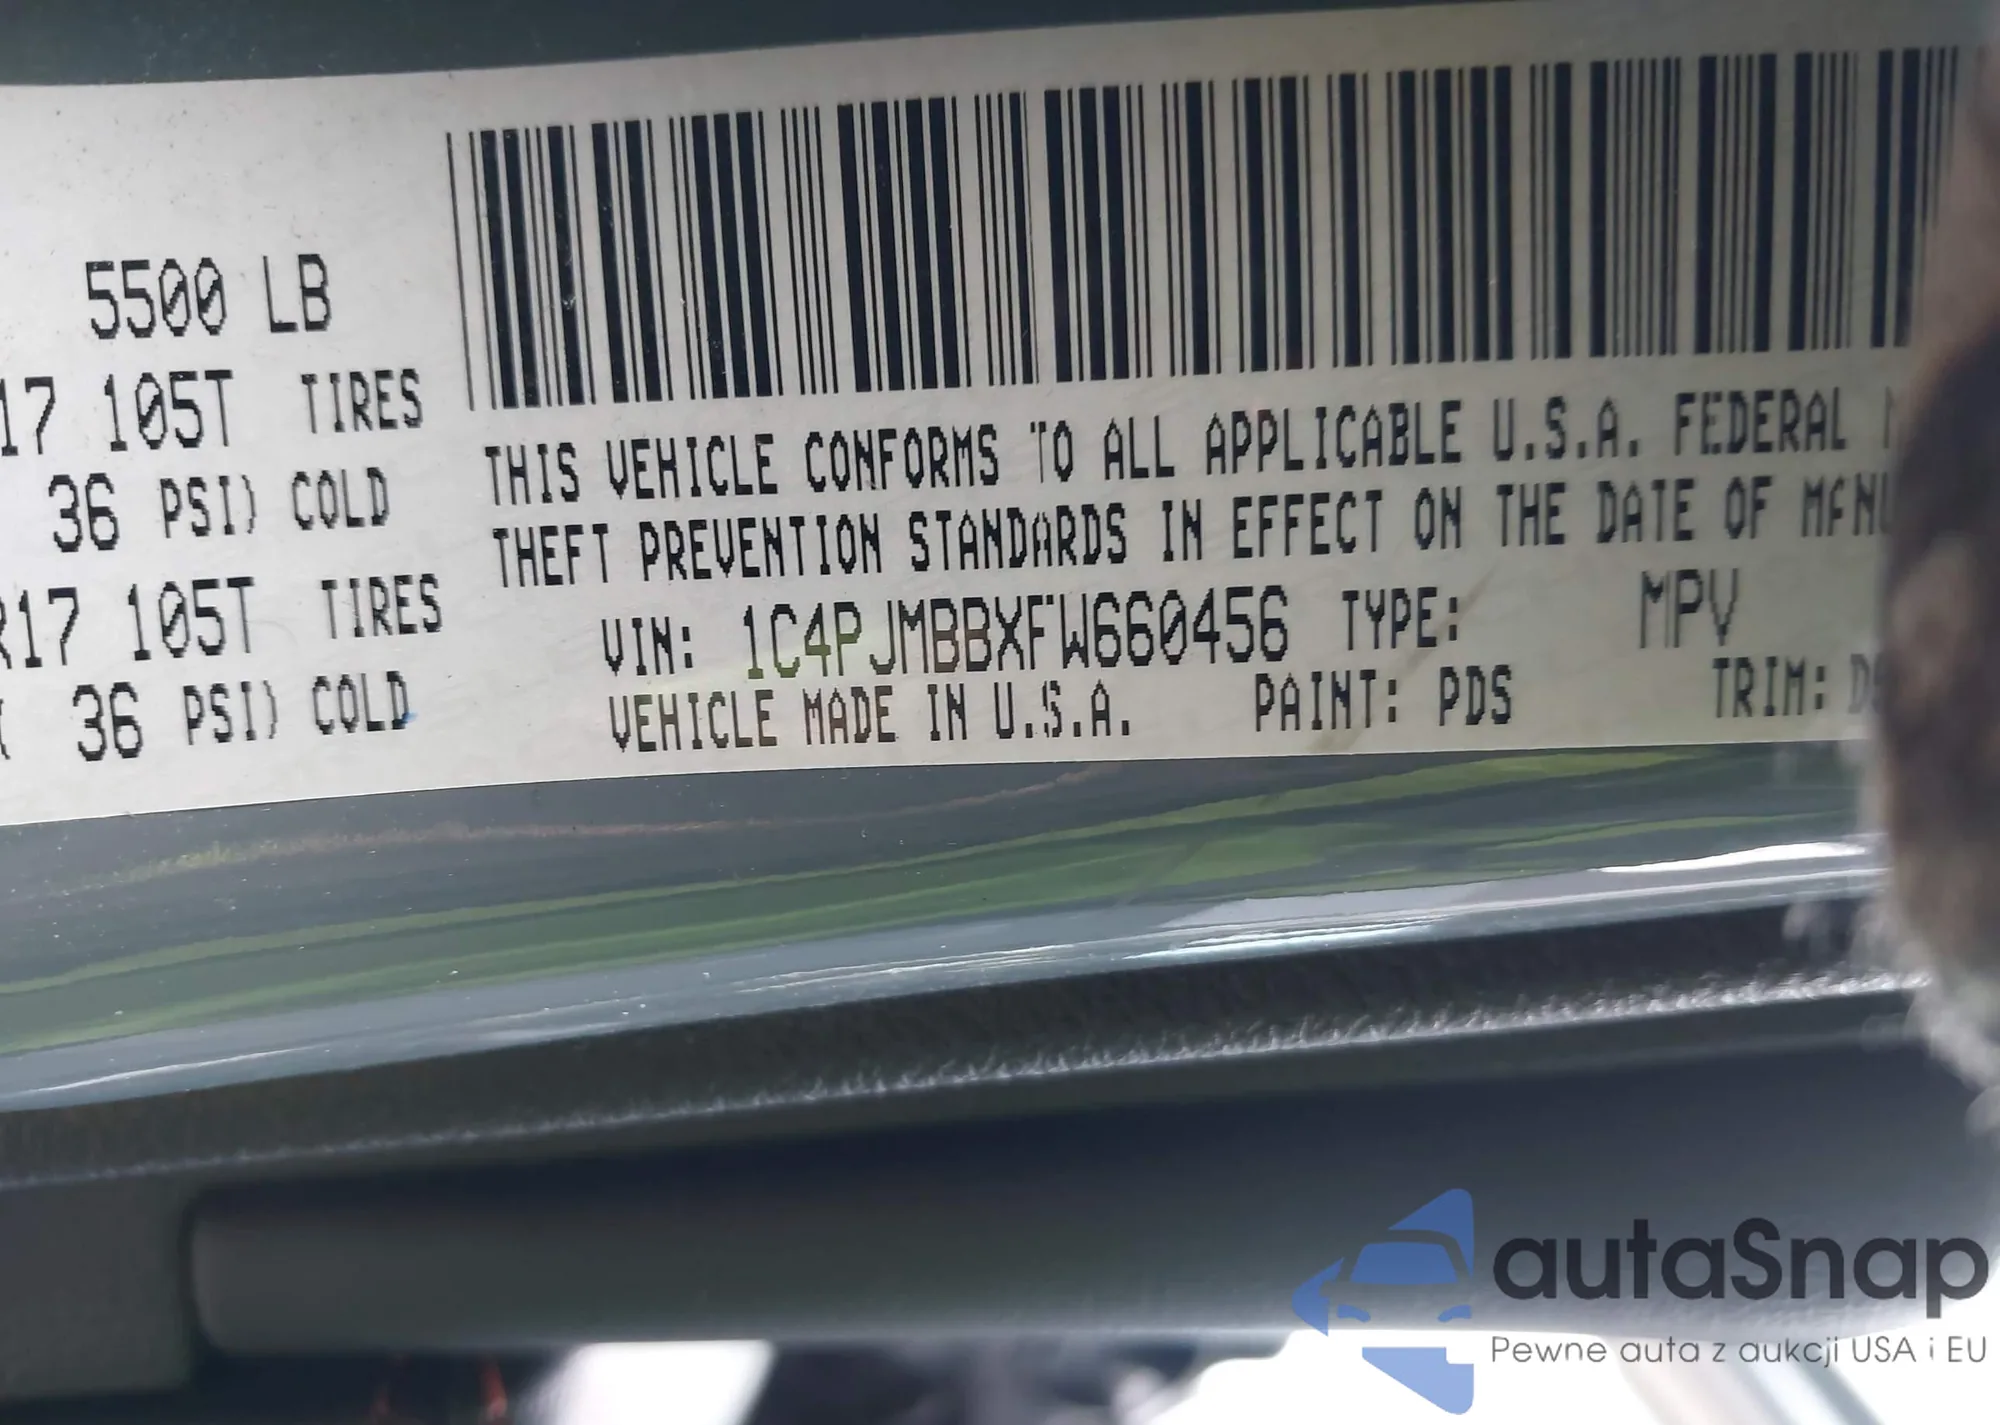 5500 LB
17 105T TIRES
36 PSI) COLD
R17 105T TIRES
36 PSI) COLD
THIS VEHICLE CONFORMS TO ALL APPLICABLE U.S.A. FEDERAL
THEFT PREVENTION STANDARDS IN EFFECT ON THE DATE OF MANU
VIN: 1C4PJMBBXFW660456 TYPE: MPV
VEHICLE MADE IN U.S.A. PAINT: PDS TRIM:
autaSnap
Pewne auta z aukcji USA i EU